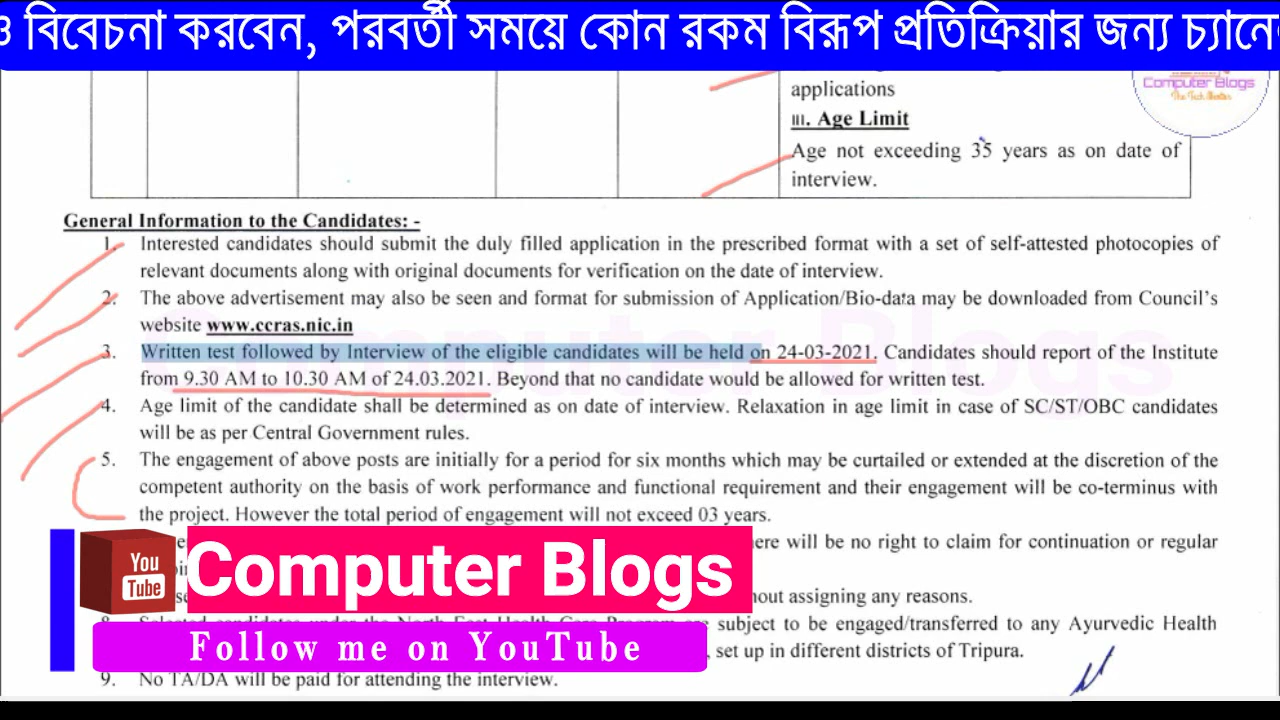 ও বিবেচনা করবেন, পরবর্তী সময়ে কোন রকম বিরূপ প্রতিক্রিয়ার জন্য চ্যানে
applications
Computer Blogs
III. Age Limit
Age not exceeding 35 years as on date of
interview.
General Information to the Candidates: -
1. Interested candidates should submit the duly filled application in the prescribed format with a set of self-attested photocopies of
relevant documents along with original documents for verification on the date of interview.
2. The above advertisement may also be seen and format for submission of Application/Bio-data may be downloaded from Council's
website www.ccras.nic.in
3. Written test followed by Interview of the eligible candidates will be held on 24-03-2021. Candidates should report of the Institute
from 9.30 AM to 10.30 AM of 24.03.2021. Beyond that no candidate would be allowed for written test.
4. Age limit of the candidate shall be determined as on date of interview. Relaxation in age limit in case of SC/ST/OBC candidates
will be as per Central Government rules.
5. The engagement of above posts are initially for a period for six months which may be curtailed or extended at the discretion of the
competent authority on the basis of work performance and functional requirement and their engagement will be co-terminus with
the project. However the total period of engagement will not exceed 03 years.
ere will be no right to claim for continuation or regular
You
Tube
Computer Blogs
hout assigning any reasons.
8. Selected candidates under the North East Health Care Program are subject to be engaged/transferred to any Ayurvedic Health
Follow me on YouTube
, set up in different districts of Tripura.
9. No TA/DA will be paid for attending the interview.